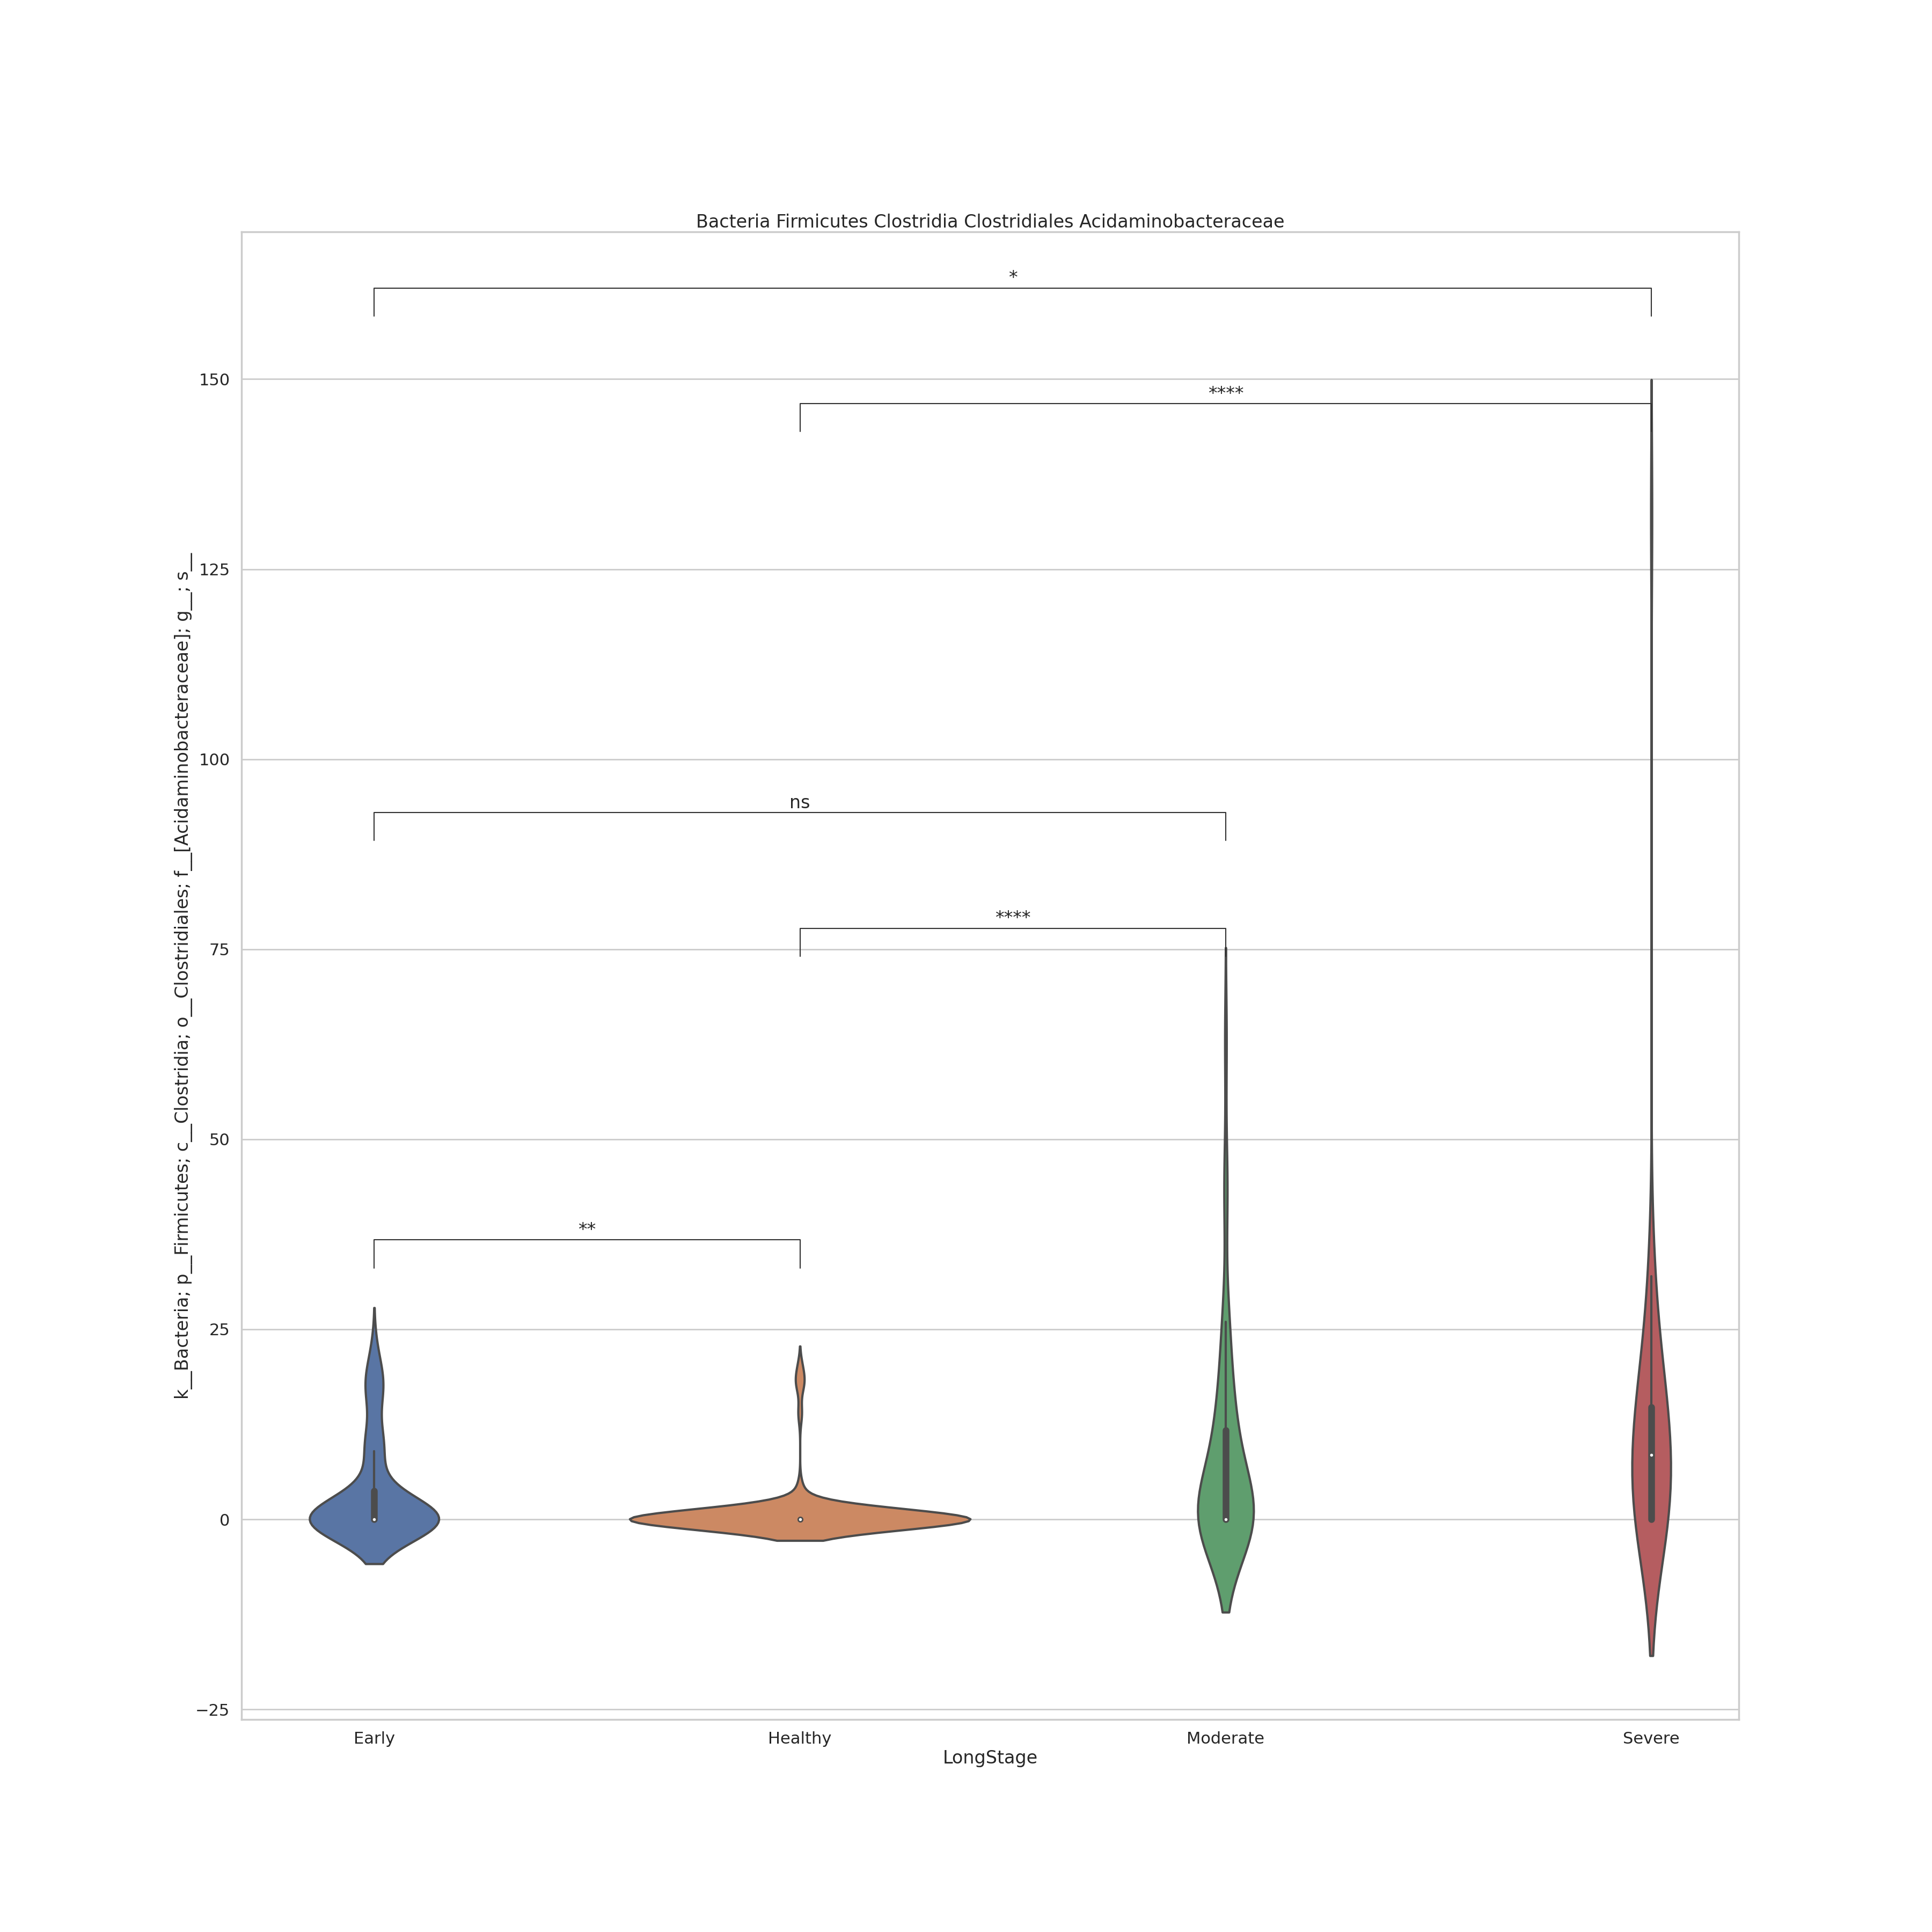 Bacteria Firmicutes Clostridia Clostridiales Acidaminobacteraceae
*
150
****
125
100
ns
75
****
50
**
25
0
−25
k__Bacteria; p__Firmicutes; c__Clostridia; o__Clostridiales; f__[Acidaminobacteraceae]; g__; s__
Early Healthy Moderate Severe
LongStage